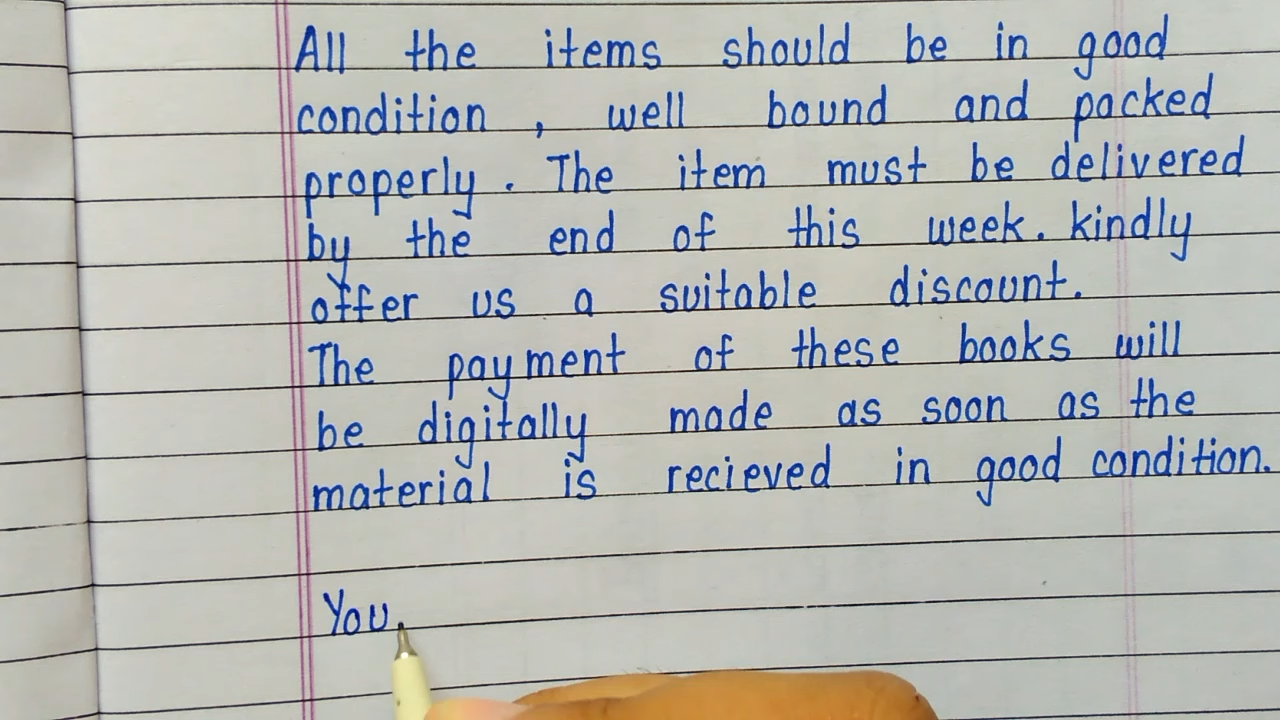 All the items should be in good
condition , well bound and packed
properly . The item must be delivered
by the end of this week. kindly
offer us a suitable discount.
The payment of these books will
be digitally made as soon as the
material is recieved in good condition.
You